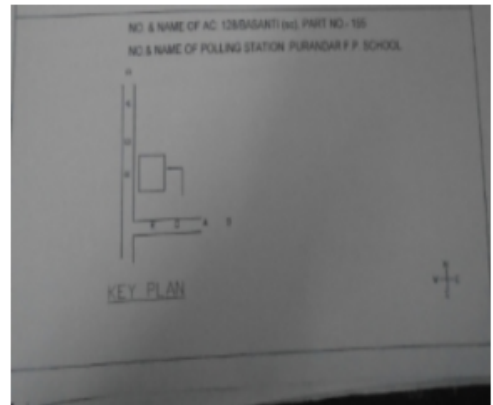 NO. & NAME OF AC: 128/BASANTI (sc), PART NO - 155
NO & NAME OF POLLING STATION: PURANDAR F.P. SCHOOL
KEY PLAN